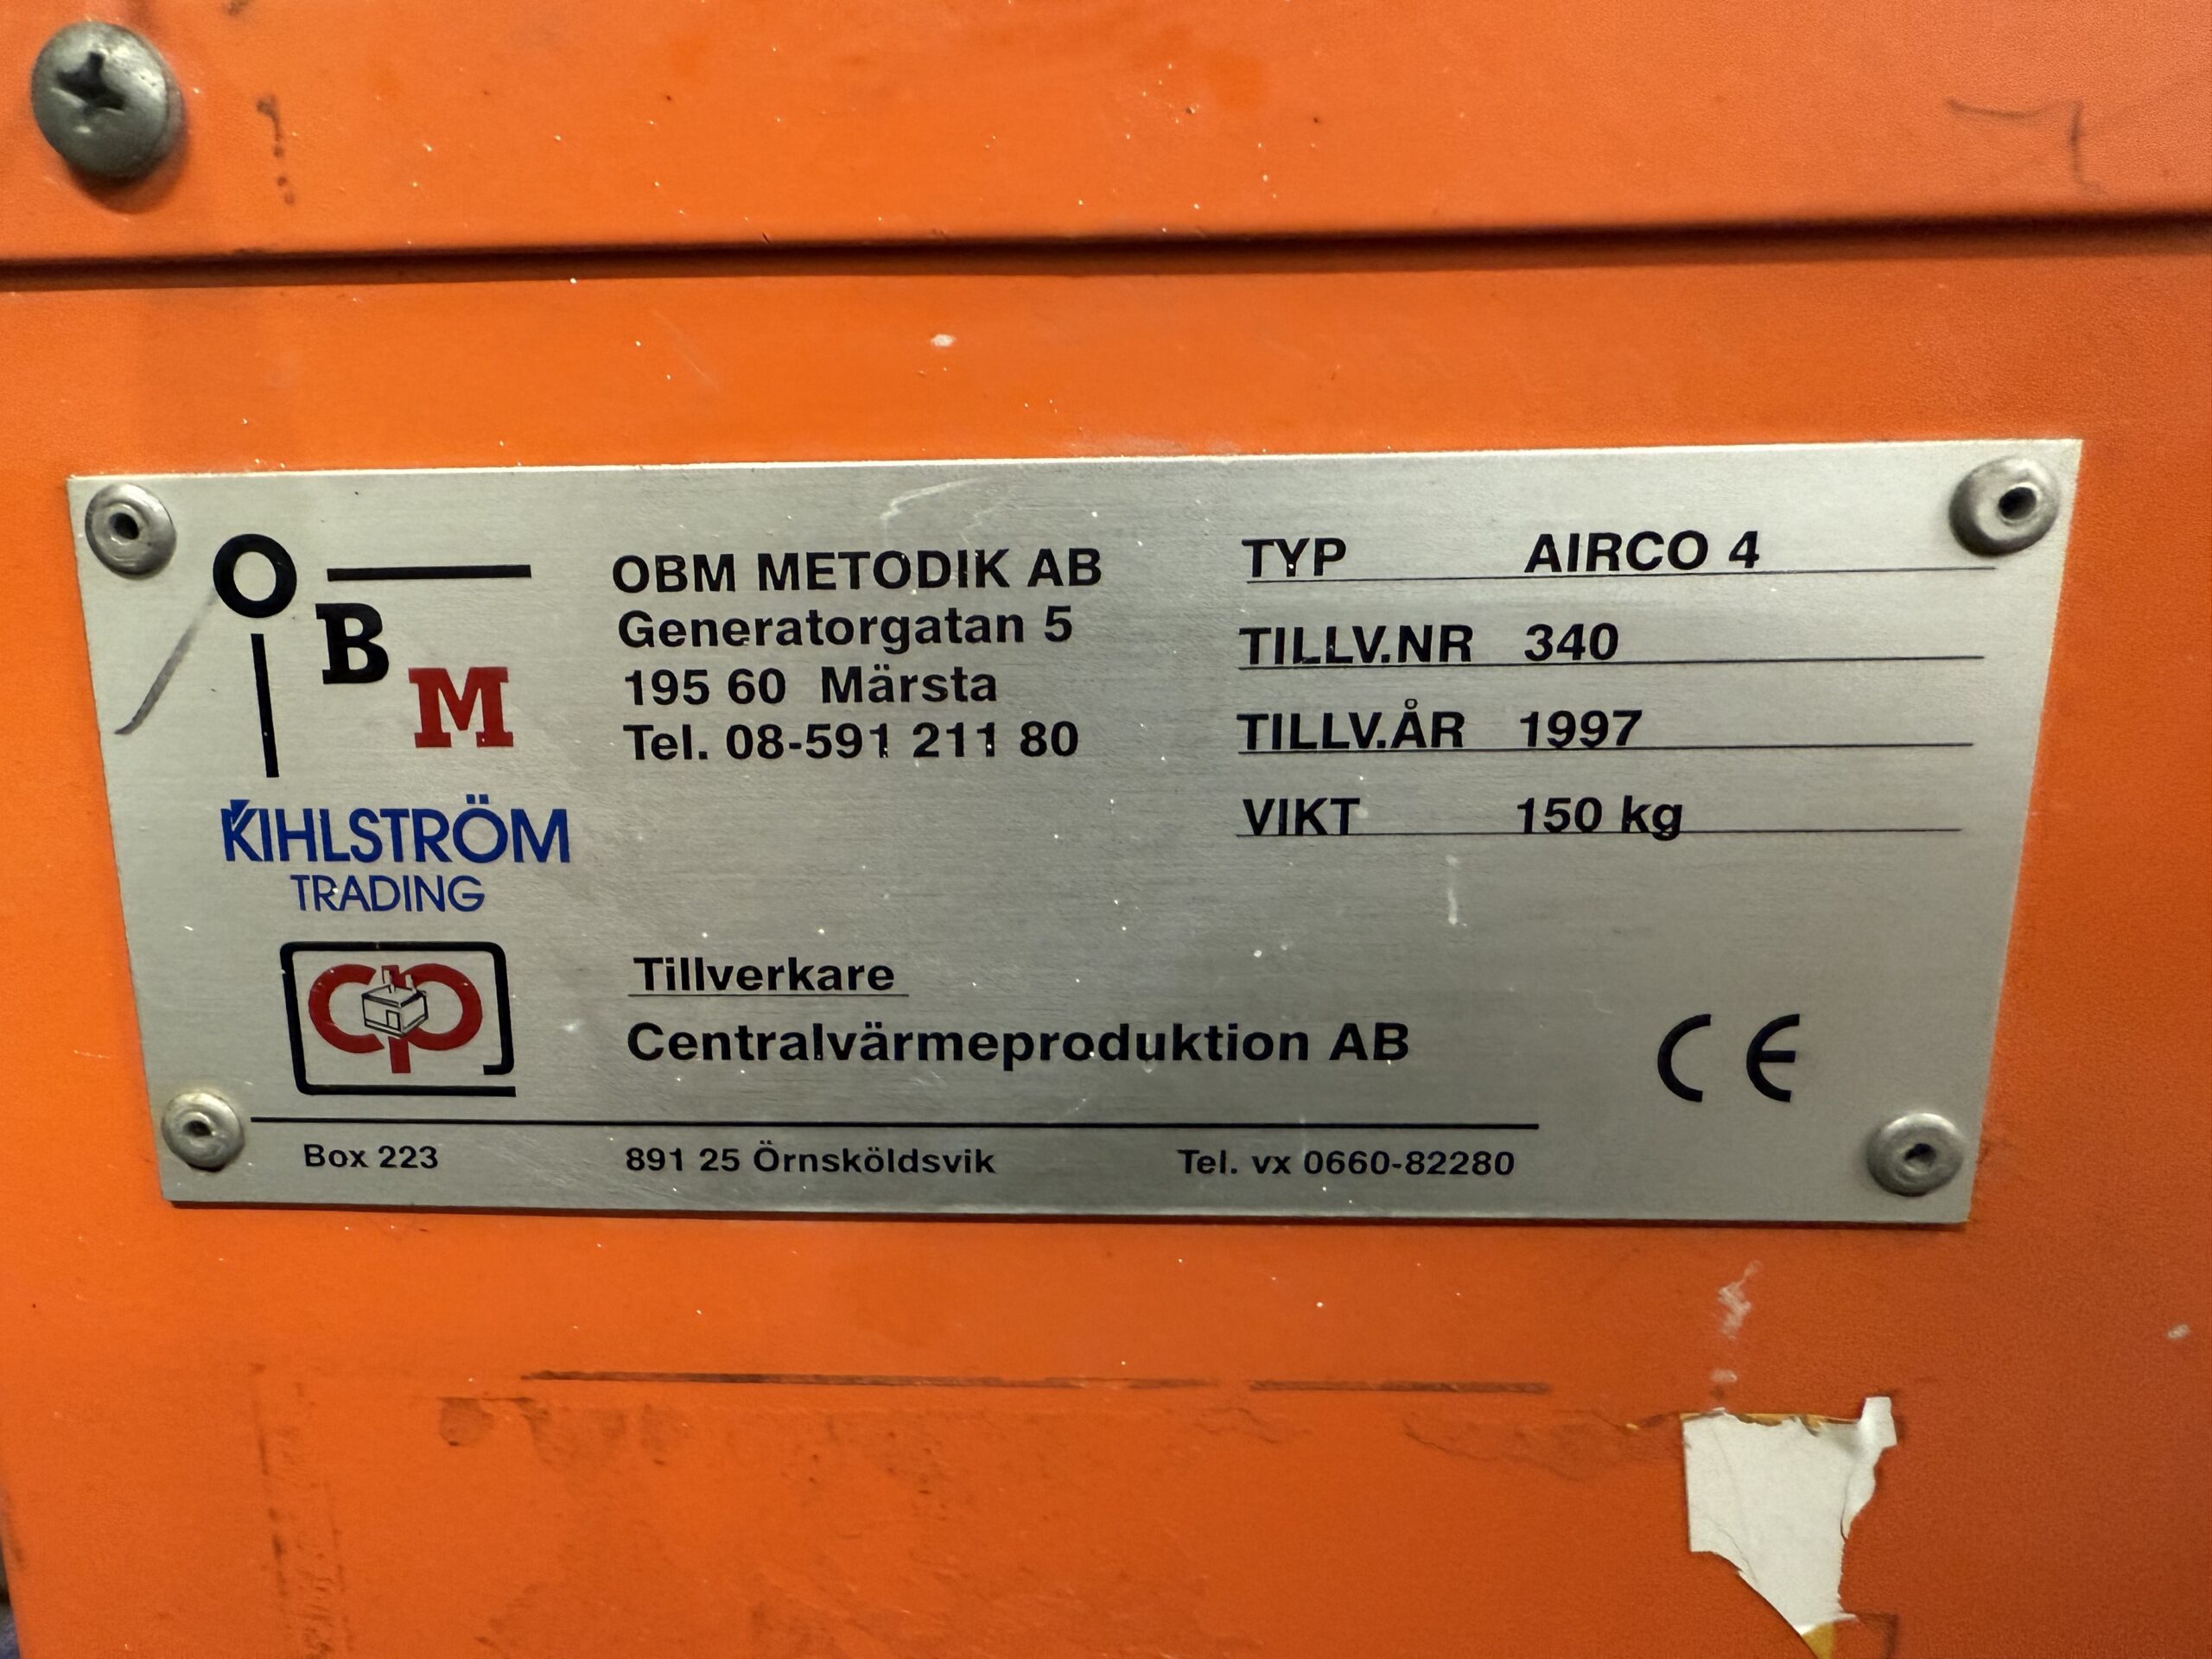 O
B
M
KIHLSTRÖM
TRADING
OBM METODIK AB
Generatorgatan 5
195 60 Märsta
Tel. 08-591 211 80
TYP AIRCO 4
TILLV.NR 340
TILLV.ÅR 1997
VIKT 150 kg
cp
Tillverkare
Centralvärmeproduktion AB
CE
Box 223 891 25 Örnsköldsvik Tel. vx 0660-82280